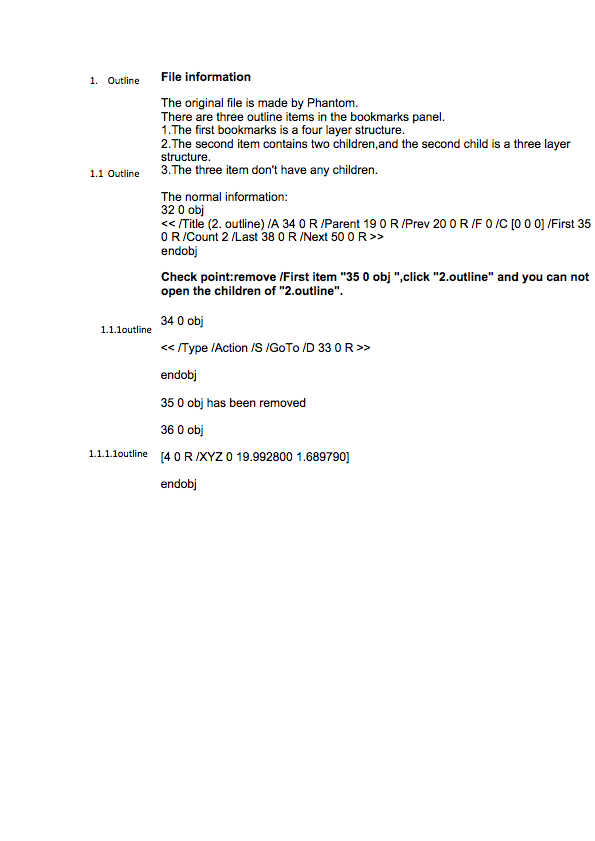 1. Outline
File information
The original file is made by Phantom.
There are three outline items in the bookmarks panel.
1.The first bookmarks is a four layer structure.
2.The second item contains two children,and the second child is a three layer
structure.
3.The three item don't have any children.
1.1 Outline
The normal information:
32 0 obj
<< /Title (2. outline) /A 34 0 R /Parent 19 0 R /Prev 20 0 R /F 0 /C [0 0 0] /First 35
0 R /Count 2 /Last 38 0 R /Next 50 0 R >>
endobj
Check point:remove /First item "35 0 obj ",click "2.outline" and you can not
open the children of "2.outline".
34 0 obj
1.1.1outline
<< /Type /Action /S /GoTo /D 33 0 R >>
endobj
35 0 obj has been removed
36 0 obj
1.1.1.1outline
[4 0 R /XYZ 0 19.992800 1.689790]
endobj